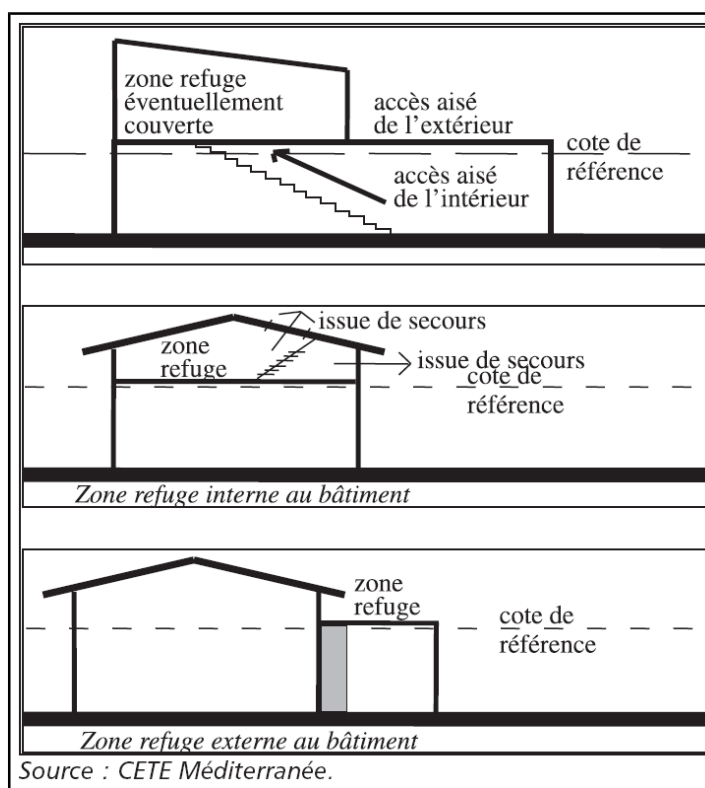 zone refuge
éventuellement
couverte
accès aisé
de l'extérieur
cote de
référence
accès aisé
de l'intérieur
issue de secours
zone
refuge
issue de secours
cote de
référence
Zone refuge interne au bâtiment
zone
refuge
cote de
référence
Zone refuge externe au bâtiment
Source : CETE Méditerranée.